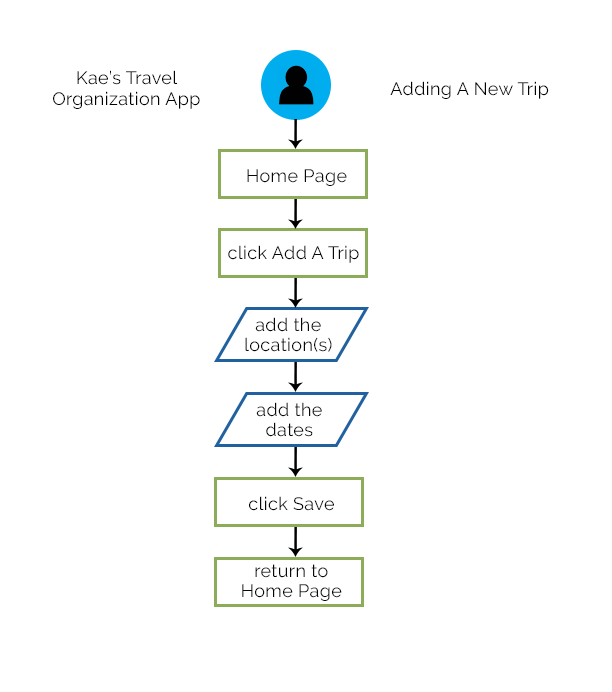 Kae's Travel
Organization App
Adding A New Trip
Home Page
click Add A Trip
add the
location(s)
add the
dates
click Save
return to
Home Page